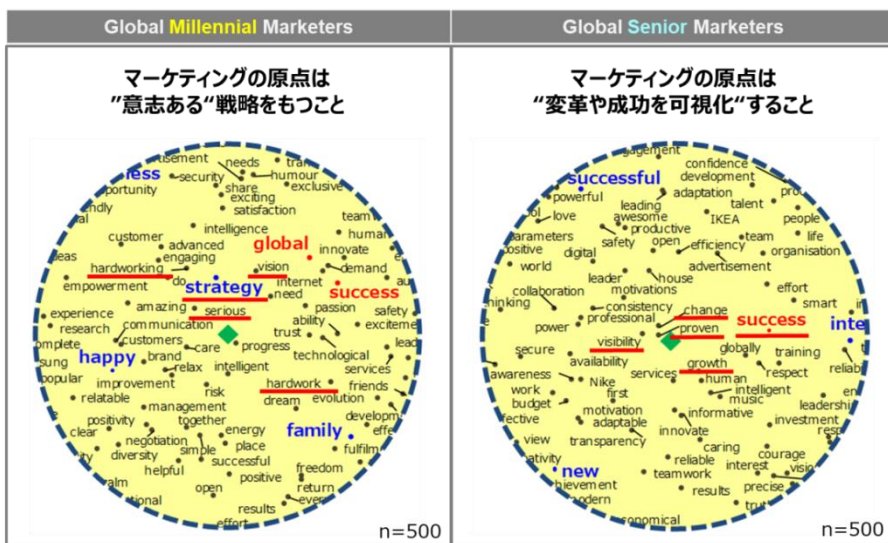 Global Millennial Marketers
マーケティングの原点は
”意志ある“戦略をもつこと
needs
humour
security
share
exclusive
exciting
satisfaction
intelligence
customer
global
advanced
innovate
engaging
hardworking
vision
demand
do
strategy
internet
empowerment
need
success
amazing
serious
passion
experience
safety
research
communication
ability
customers
trust
care
progress
technological
happy
brand
services
relax
intelligent
popular
improvement
risk
hardwork
friends
relatable
dream
evolution
management
positivity
together
family
clear
negotiation
energy
simple
place
diversity
helpful
successful
positive
freedom
open
return
results
effort
n=500
Global Senior Marketers
マーケティングの原点は
“変革や成功を可視化“すること
confidence
successful
development
powerful
leading
adaptation
talent
love
awesome
IKEA
people
parameters
productive
safety
open
team
life
efficiency
organisation
digital
world
advertisement
leader
house
motivations
effort
collaboration
smart
consistency
professional
change
power
proven
success
visibility
globally
training
secure
availability
growth
respect
services
human
awareness
Nike
intelligent
work
first
music
leadership
budget
motivation
informative
investment
adaptable
innovate
transparency
caring
view
courage
reliable
interest
new
teamwork
precise
results
n=500